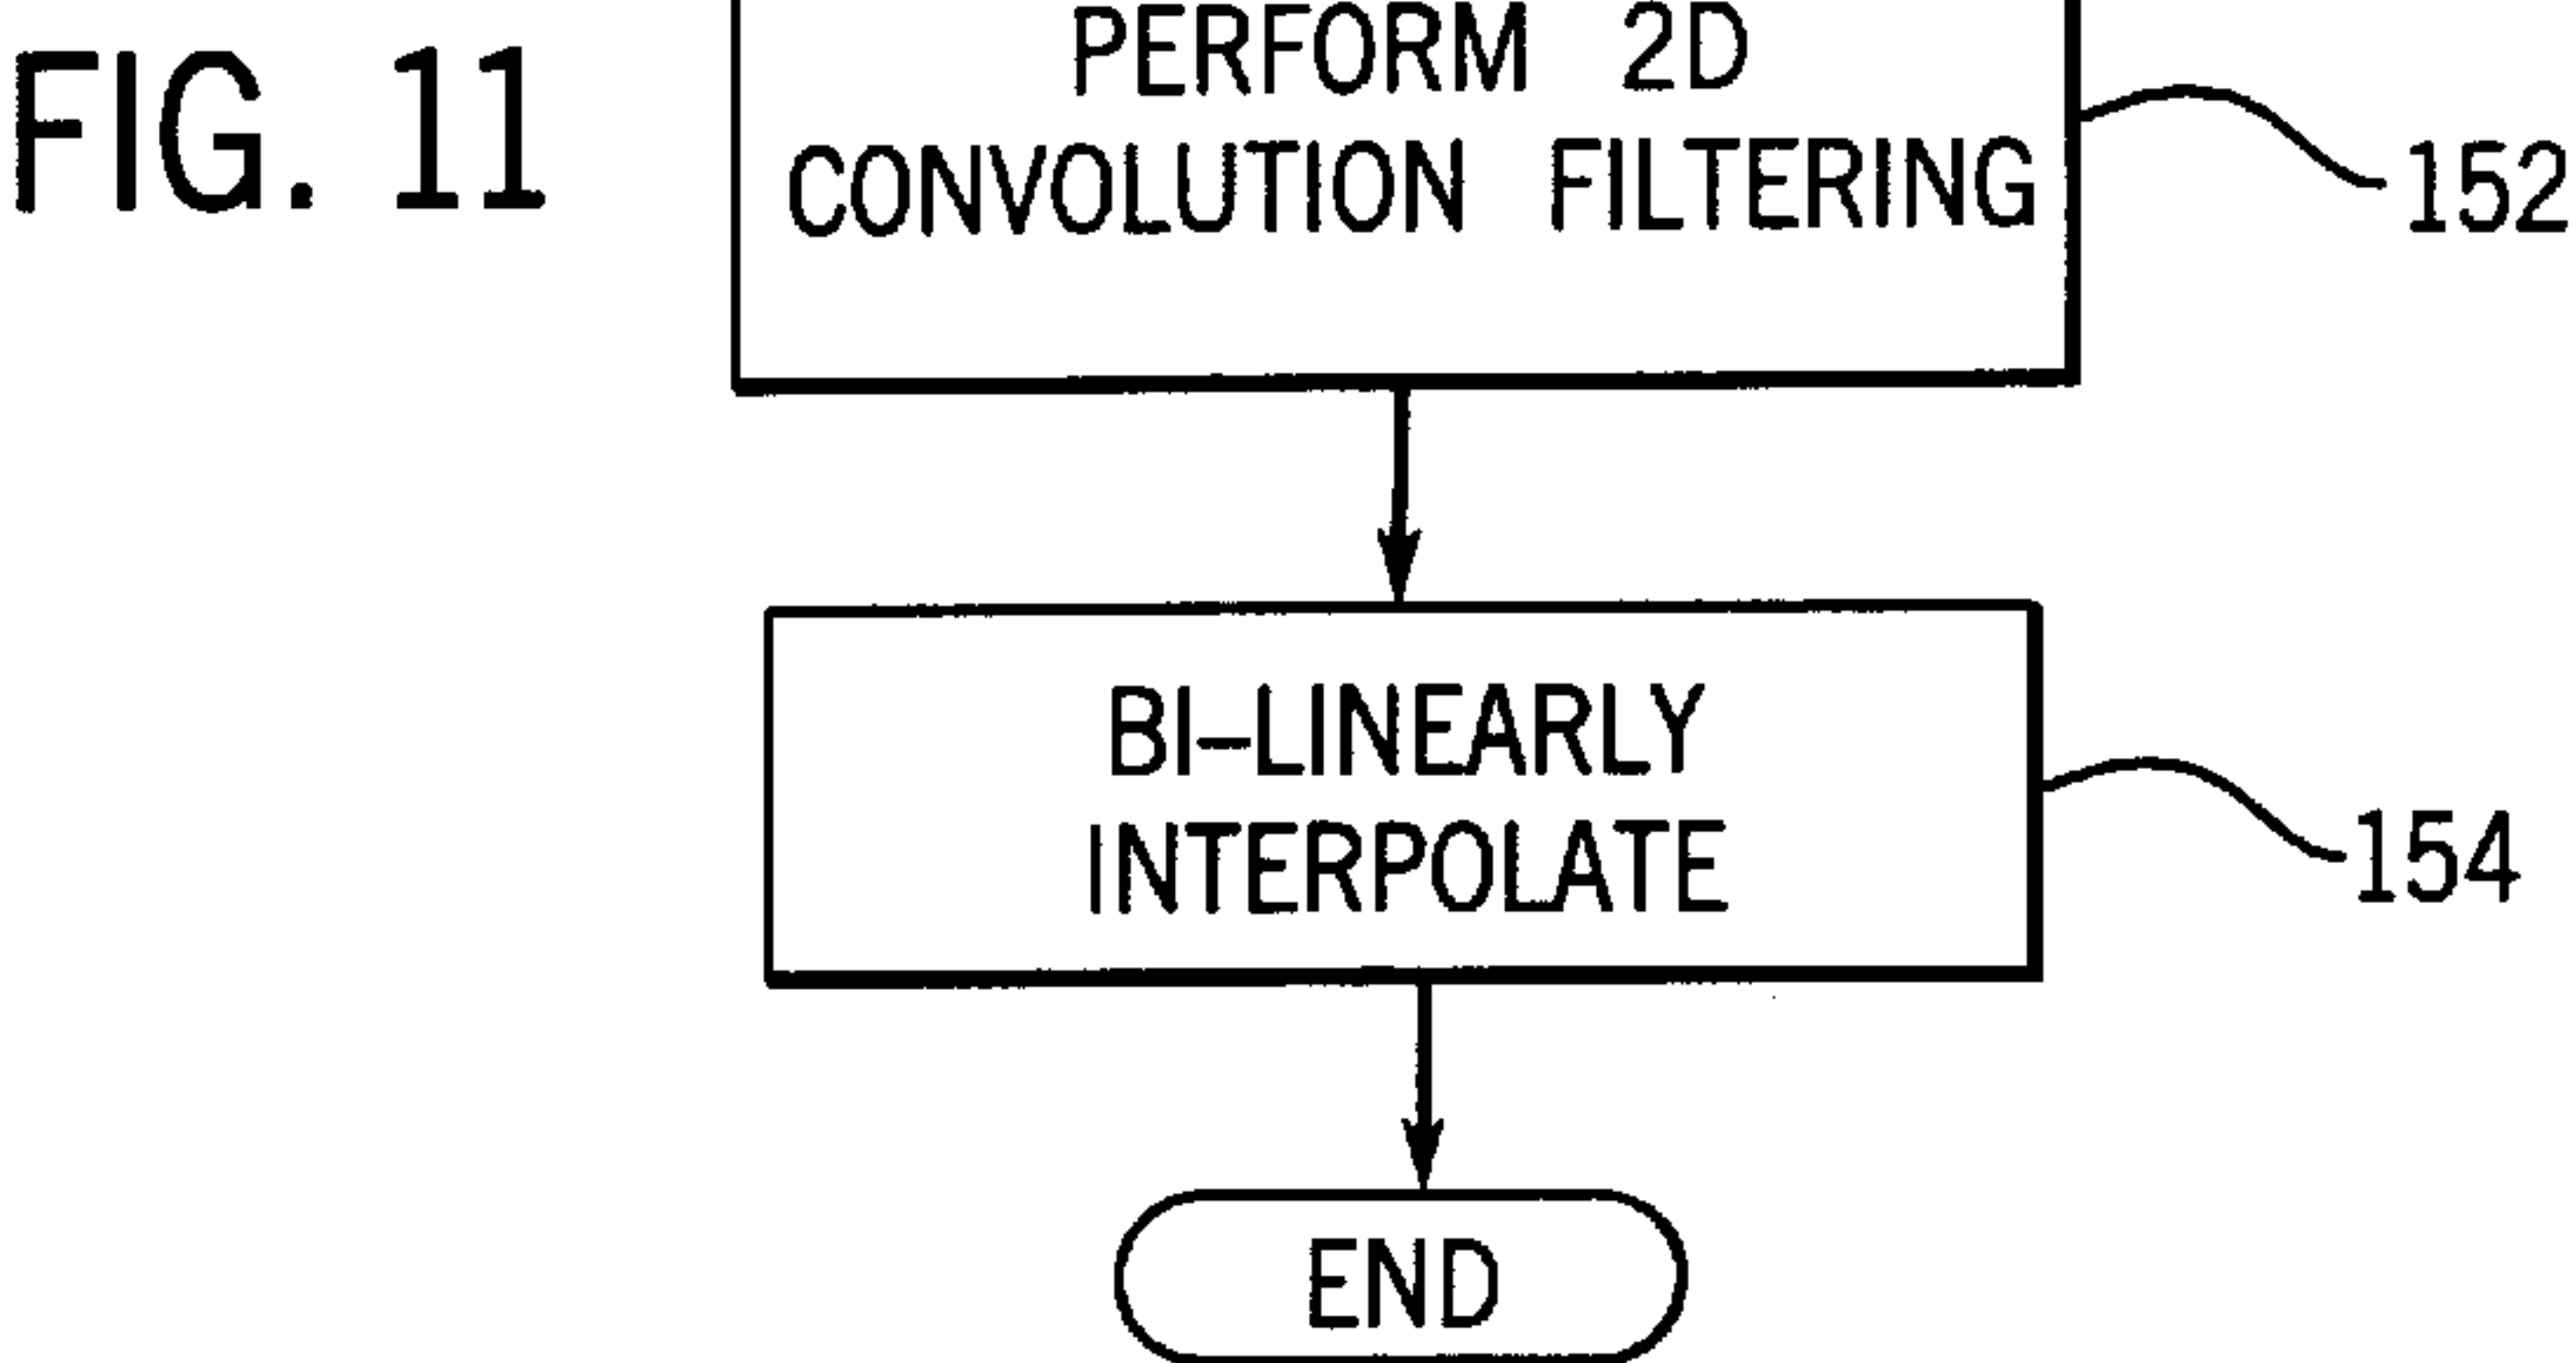 FIG. 11
PERFORM 2D
CONVOLUTION FILTERING
152
BI–LINEARLY
INTERPOLATE
154
END